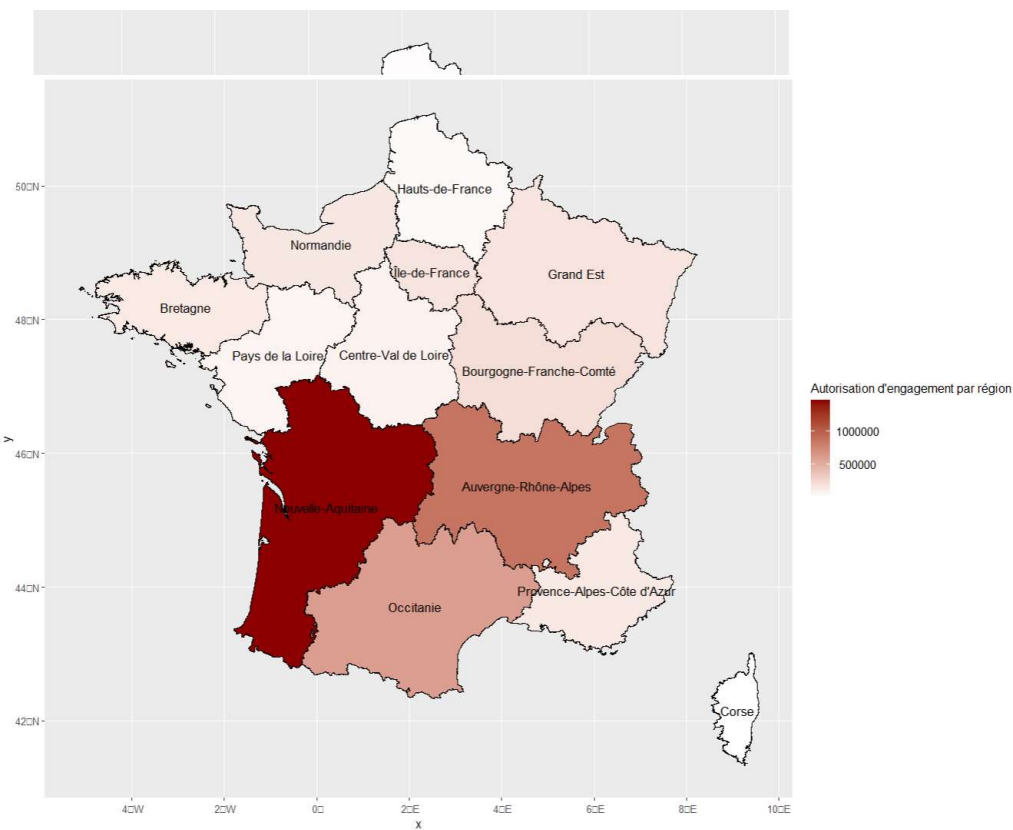 Hauts-de-France
50□N
Normandie
Île-de-France
Grand Est
Bretagne
48□N
Pays de la Loire
Centre-Val de Loire
Bourgogne-Franche-Comté
Autorisation d'engagement par région
1000000
500000
y
46□N
Auvergne-Rhône-Alpes
Nouvelle-Aquitaine
44□N
Provence-Alpes-Côte d'Azur
Occitanie
Corse
42□N
4□W 2□W 0□ 2□E 4□E 6□E 8□E 10□E
x